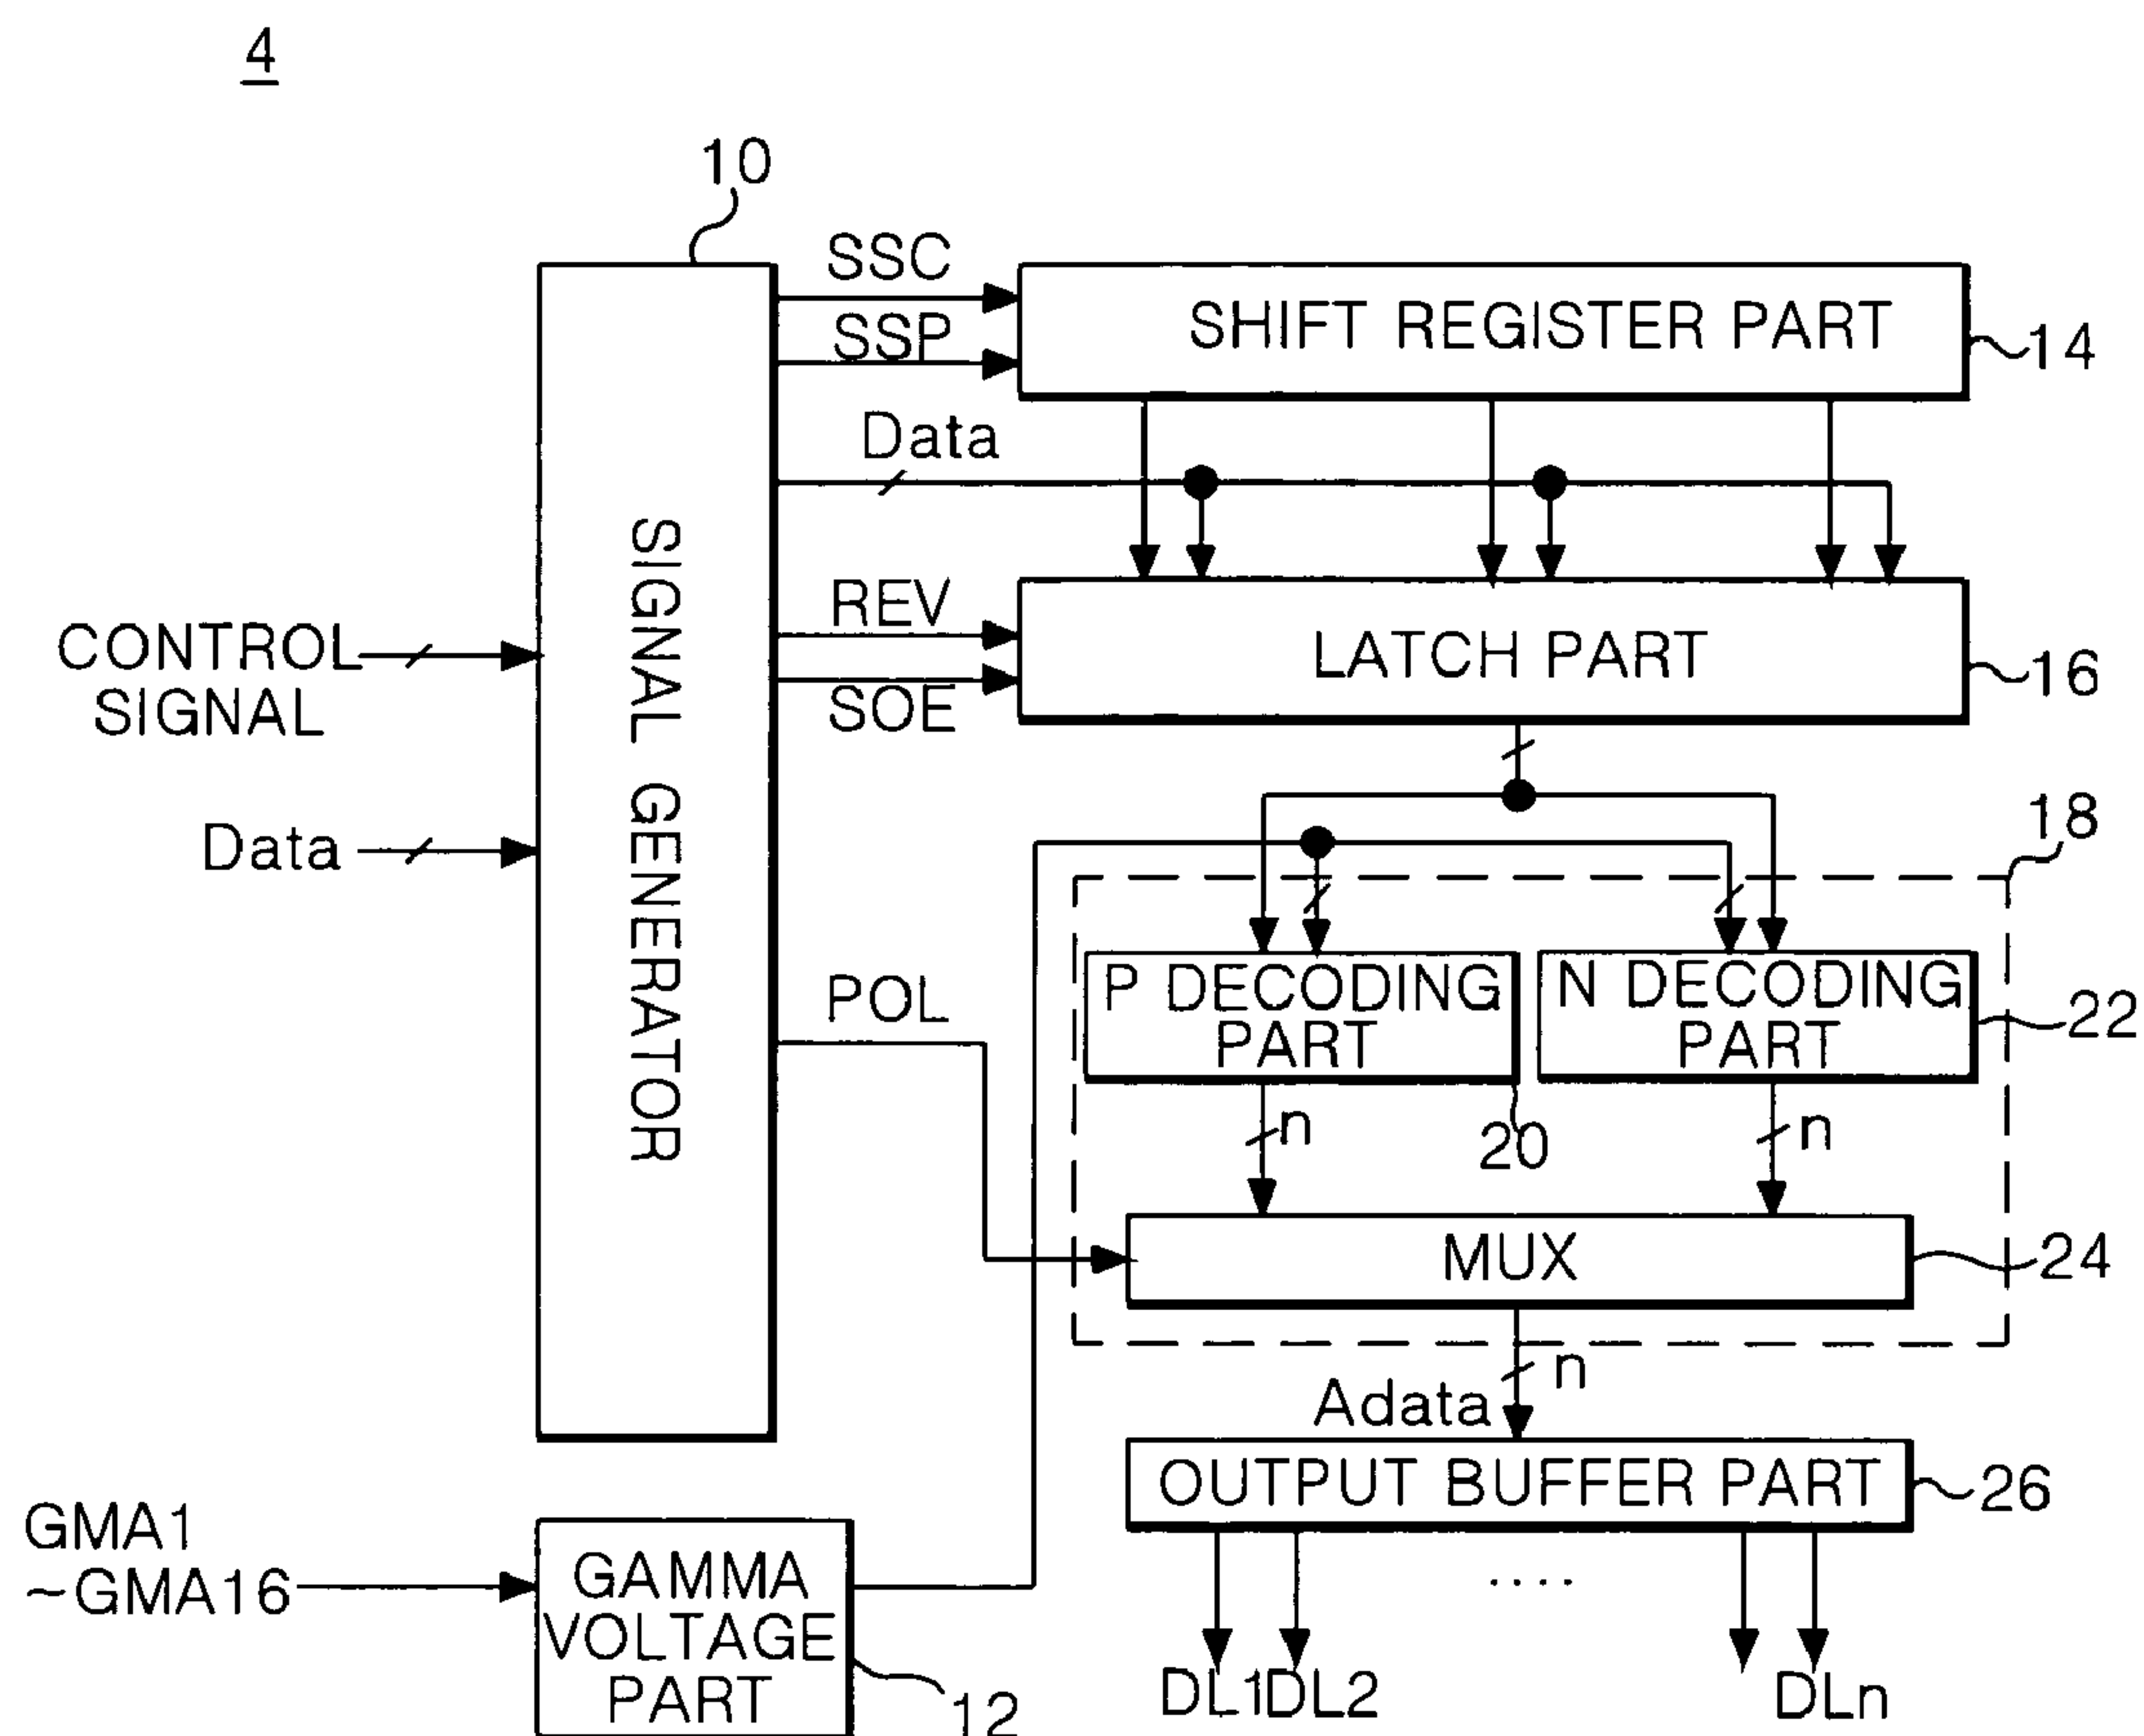 4
10
SSC
SHIFT REGISTER PART
SSP
14
Data
SIGNAL GENERATOR
CONTROL
SIGNAL
REV
LATCH PART
SOE
16
Data
18
POL
P DECODING
PART
N DECODING
PART
22
n
20
n
MUX
24
n
Adata
OUTPUT BUFFER PART
26
GMA1
~GMA16
GAMMA
VOLTAGE
PART
12
....
DL1
DL2
DLn